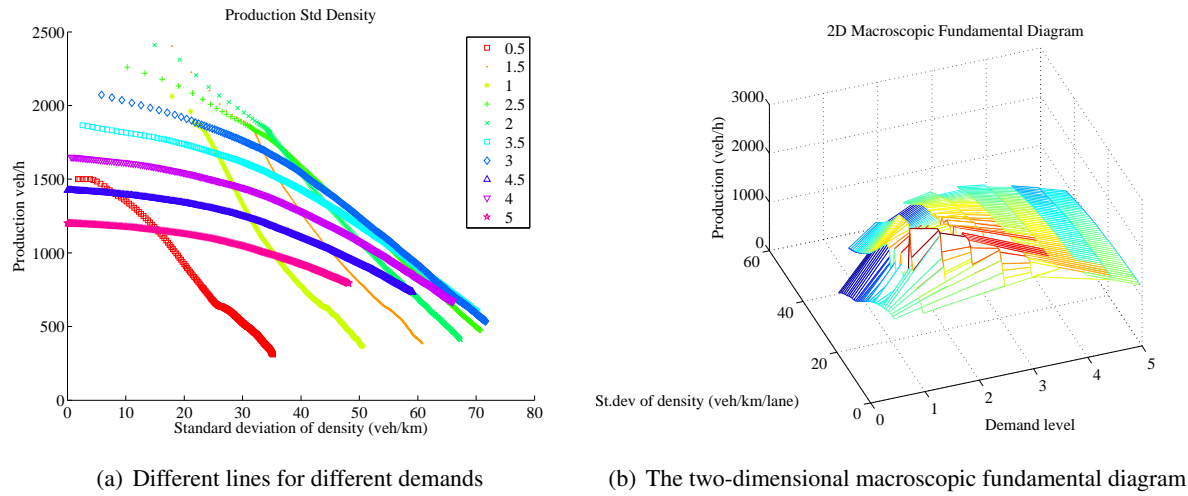 Production Std Density
2500
2000
1500
1000
500
0
Production veh/h
0 10 20 30 40 50 60 70 80
Standard deviation of density (veh/km)
0.5
1.5
1
2.5
2
3.5
3
4.5
4
5
(a) Different lines for different demands
2D Macroscopic Fundamental Diagram
3000
2000
1000
0
Production (veh/h)
60
40
20
0
St.dev of density (veh/km/lane)
0 1 2 3 4 5
Demand level
(b) The two-dimensional macroscopic fundamental diagram